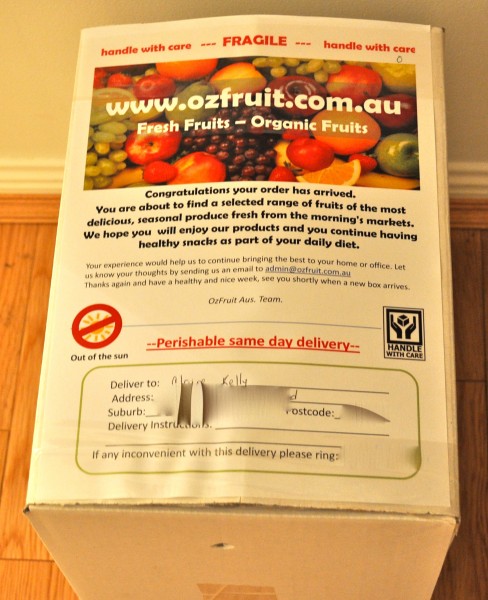 handle with care --- FRAGILE --- handle with care
www.ozfruit.com.au
Fresh Fruits – Organic Fruits
Congratulations your order has arrived.
You are about to find a selected range of fruits of the most
delicious, seasonal produce fresh from the morning's markets.
We hope you will enjoy our products and you continue having
healthy snacks as part of your daily diet.
Your experience would help us to continue bringing the best to your home or office. Let
us know your thoughts by sending us an email to admin@ozfruit.com.au
Thanks again and have a healthy and nice week, see you shortly when a new box arrives.
OzFruit Aus. Team.
Out of the sun
--Perishable same day delivery--
HANDLE
WITH CARE
Deliver to: Kelly
Address:
Suburb: Postcode:
Delivery Instructions:
If any inconvenient with this delivery please ring: